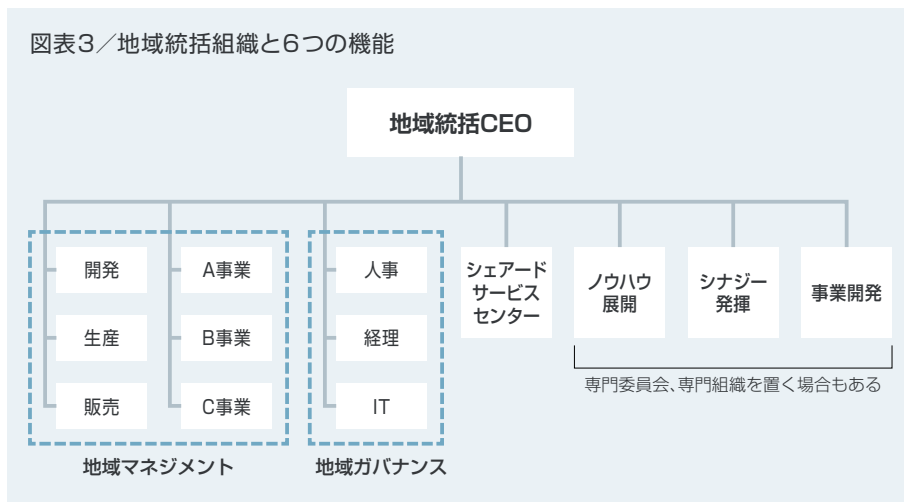 図表3／地域統括組織と6つの機能
地域統括CEO
開発
生産
販売
A事業
B事業
C事業
地域マネジメント
人事
経理
IT
地域ガバナンス
シェアード
サービス
センター
ノウハウ
展開
シナジー
発揮
事業開発
専門委員会、専門組織を置く場合もある